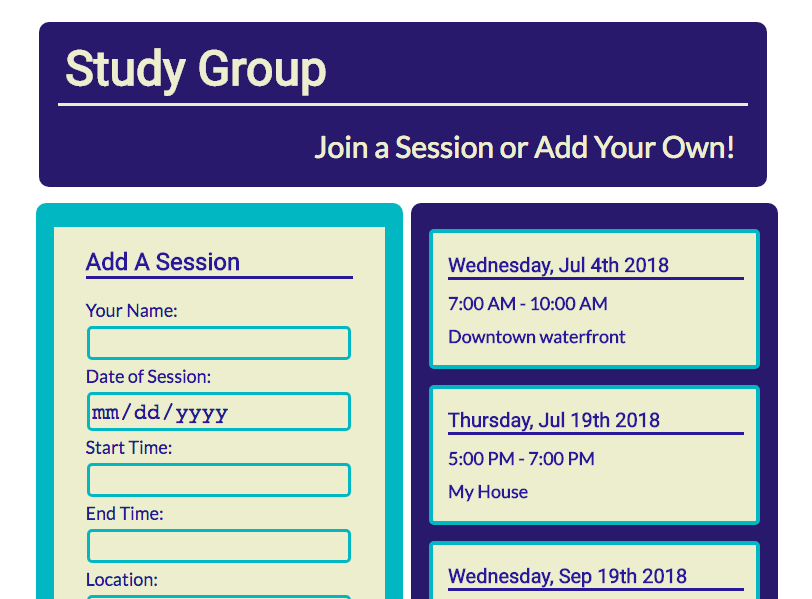 Study Group
Join a Session or Add Your Own!
Add A Session
Your Name:
Date of Session:
mm/dd/yyyy
Start Time:
End Time:
Location:
Wednesday, Jul 4th 2018
7:00 AM - 10:00 AM
Downtown waterfront
Thursday, Jul 19th 2018
5:00 PM - 7:00 PM
My House
Wednesday, Sep 19th 2018